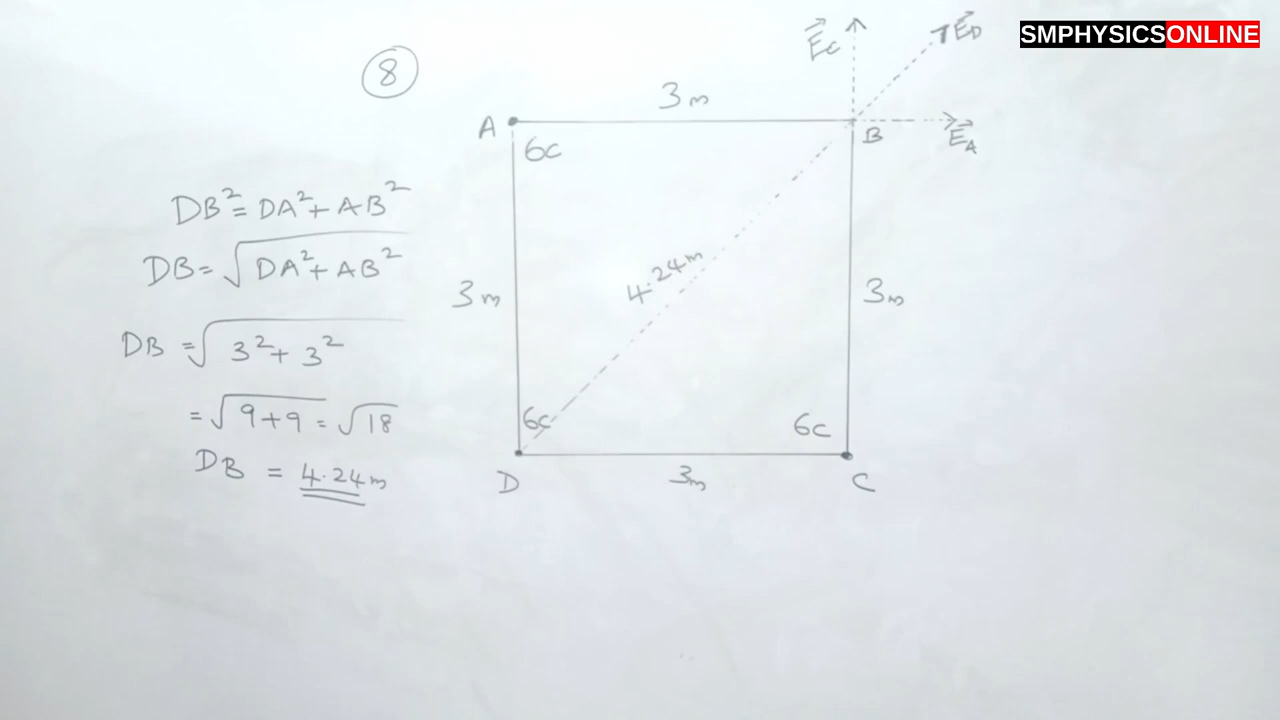 SMPHYSICSONLINE
8
E⃗C
E⃗D
3m
A
6C
B
E⃗A
DB² = DA² + AB²
DB = √DA² + AB²
4.24m
3m
3m
DB = √3² + 3²
= √9+9 = √18
6C
6C
DB = 4.24m
D
3m
C